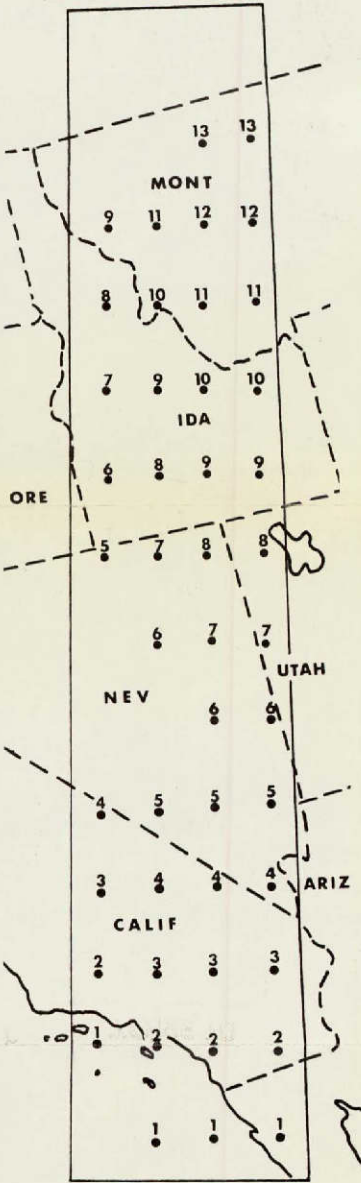 13 13
MONT
9 11 12 12
8 10 11 11
7 9 10 10
IDA
6 8 9 9
ORE
5 7 8 8
6 7 7
UTAH
NEV
6 6
4 5 5 5
3 4 4 4
ARIZ
CALIF
2 3 3 3
1 2 2 2
1 1 1